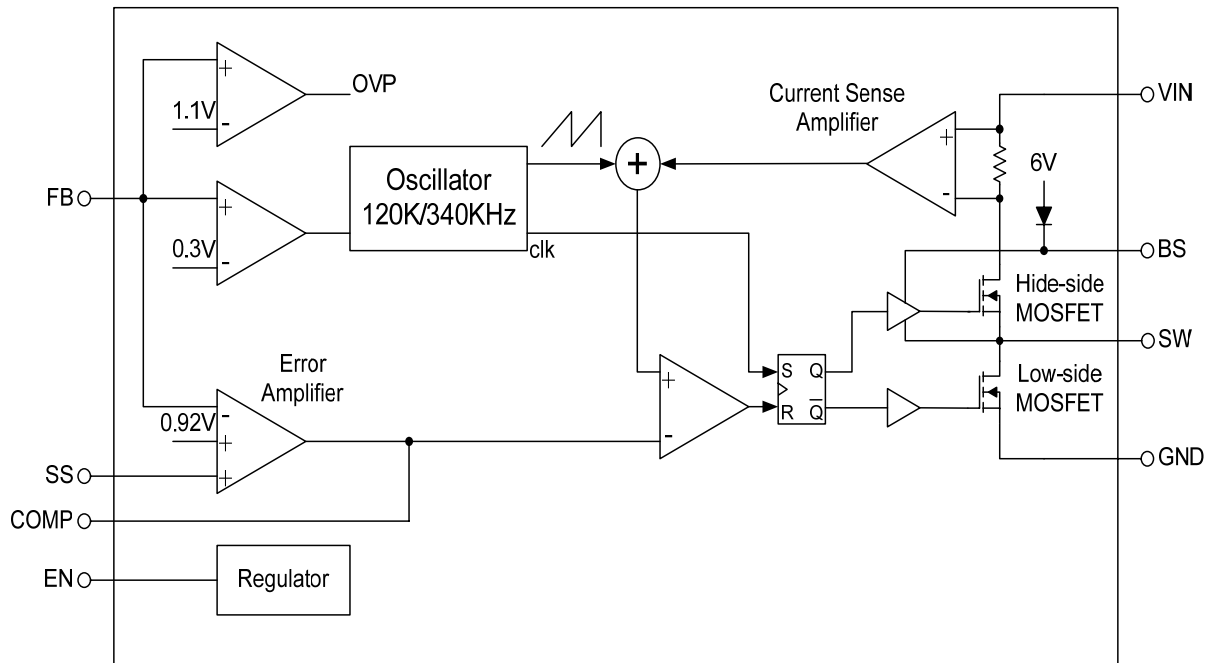 OVP
+
1.1V
-
Current Sense
Amplifier
VIN
+
-
6V
FB
+
0.3V
-
Oscillator
120K/340KHz
clk
+
BS
Hide-side
MOSFET
SW
Error
Amplifier
-
0.92V
+
+
SS
COMP
+
-
S Q
R Q̅
Low-side
MOSFET
GND
EN
Regulator